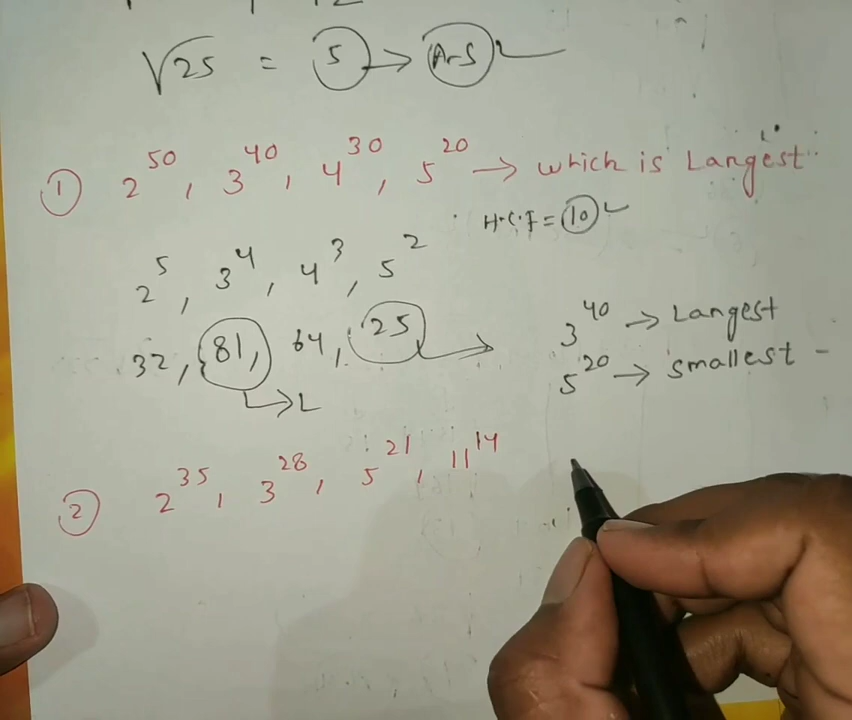 √25 = 5 → Ans
① 2^50, 3^40, 4^30, 5^20 → which is Largest
H.C.F = 10
2^5, 3^4, 4^3, 5^2
32, 81, 64, 25 →
→ L
3^40 → Largest
5^20 → smallest -
② 2^35, 3^28, 5^21, 11^14